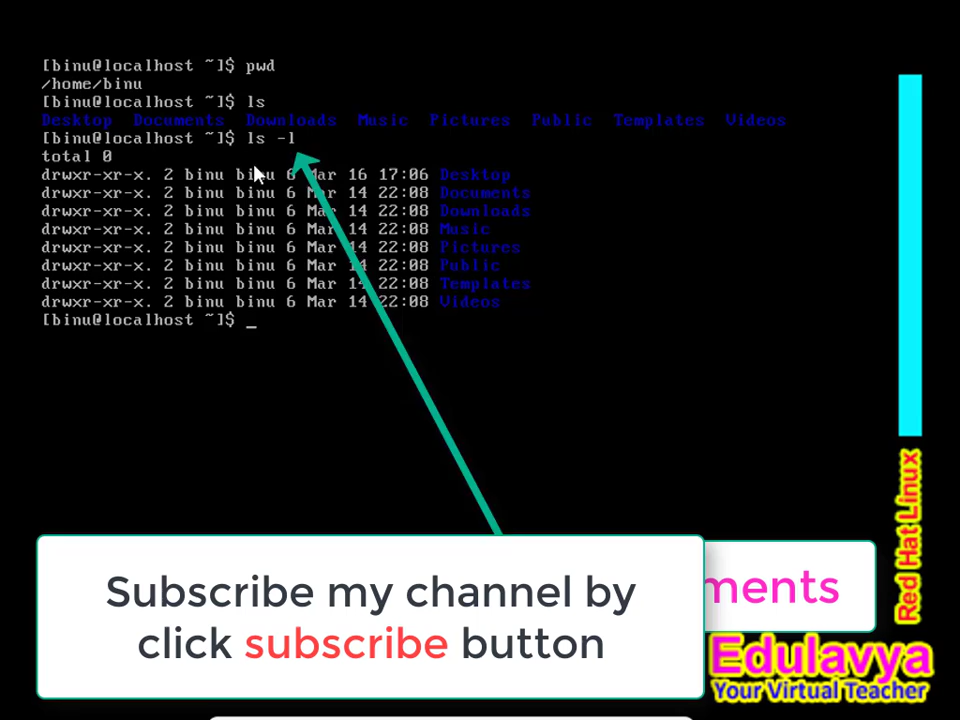 [binu@localhost ~]$ pwd
/home/binu
[binu@localhost ~]$ ls
Desktop Documents Downloads Music Pictures Public Templates Videos
[binu@localhost ~]$ ls -l
total 0
drwxr-xr-x. 2 binu binu 6 Mar 16 17:06 Desktop
drwxr-xr-x. 2 binu binu 6 Mar 14 22:08 Documents
drwxr-xr-x. 2 binu binu 6 Mar 14 22:08 Downloads
drwxr-xr-x. 2 binu binu 6 Mar 14 22:08 Music
drwxr-xr-x. 2 binu binu 6 Mar 14 22:08 Pictures
drwxr-xr-x. 2 binu binu 6 Mar 14 22:08 Public
drwxr-xr-x. 2 binu binu 6 Mar 14 22:08 Templates
drwxr-xr-x. 2 binu binu 6 Mar 14 22:08 Videos
[binu@localhost ~]$ _
Subscribe my channel by
click subscribe button
ments
Red Hat Linux
Edulavya
Your Virtual Teacher